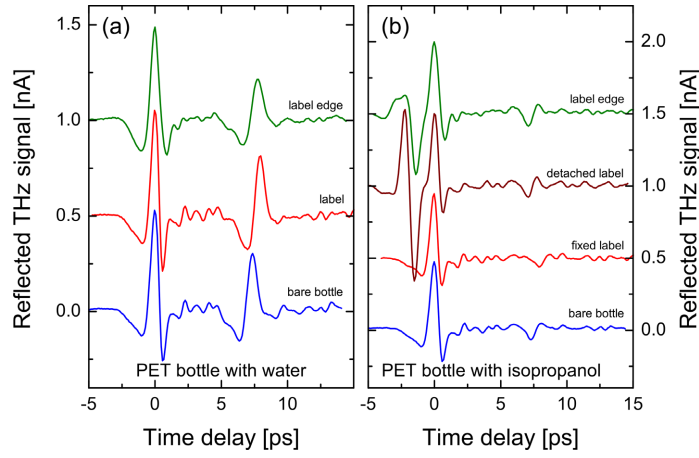 (a)
1.5
label edge
1.0
label
0.5
bare bottle
0.0
PET bottle with water
-5
0
5
10
Time delay [ps]
Reflected THz signal [nA]
(b)
2.0
label edge
1.5
detached label
1.0
fixed label
0.5
bare bottle
0.0
PET bottle with isopropanol
-5
0
5
10
15
Time delay [ps]
Reflected THz signal [nA]